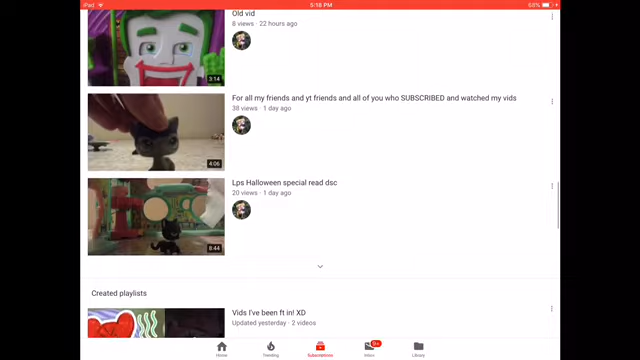 iPad
5:16 PM
63%
Old vid
8 views · 22 hours ago
3:14
For all my friends and yt friends and all of you who SUBSCRIBED and watched my vids
38 views · 1 day ago
4:06
Lps Halloween special read dsc
20 views · 1 day ago
8:44
Created playlists
Vids I've been ft in! XD
Updated yesterday · 2 videos
9+
Home
Trending
Subscriptions
Inbox
Library